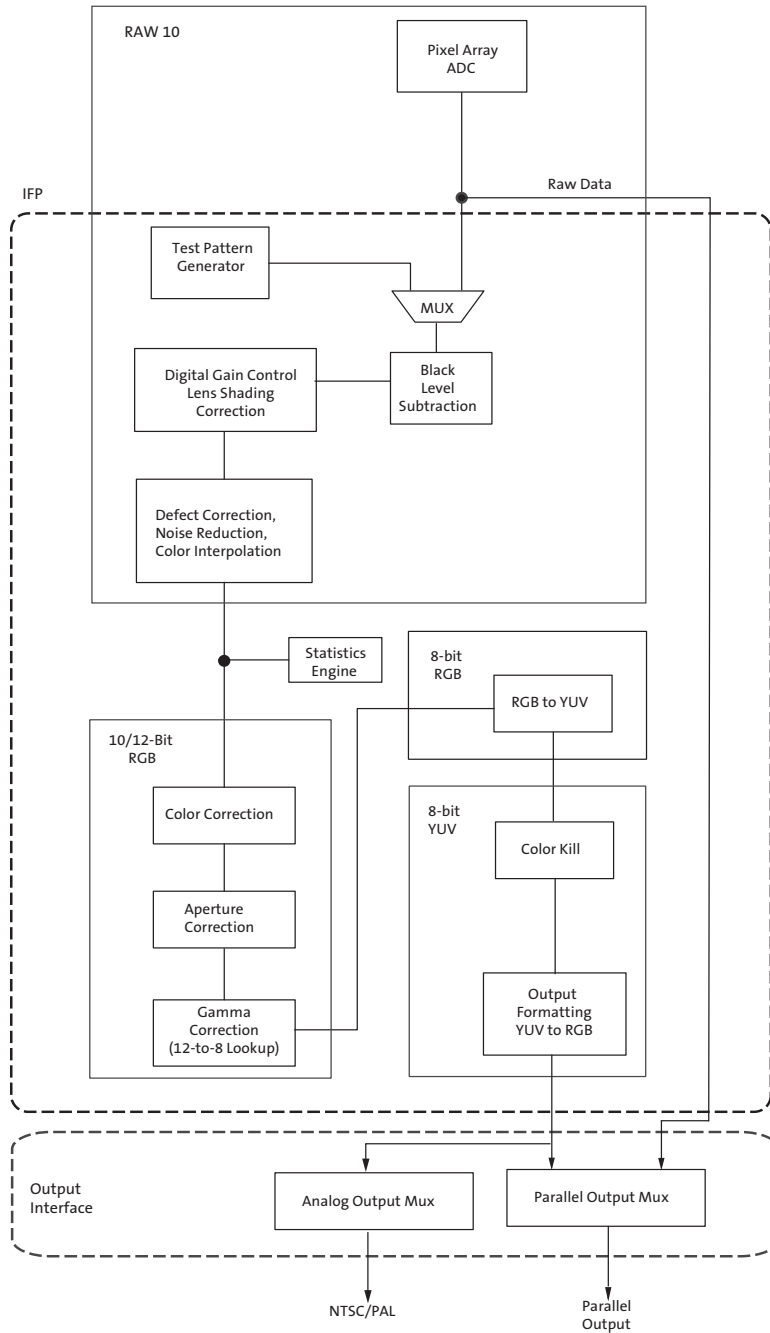 RAW 10
Pixel Array
ADC
IFP
Raw Data
Test Pattern
Generator
MUX
Digital Gain Control
Lens Shading
Correction
Black
Level
Subtraction
Defect Correction,
Noise Reduction,
Color Interpolation
Statistics
Engine
8-bit
RGB
RGB to YUV
10/12-Bit
RGB
Color Correction
8-bit
YUV
Color Kill
Aperture
Correction
Gamma
Correction
(12-to-8 Lookup)
Output
Formatting
YUV to RGB
Output
Interface
Analog Output Mux
Parallel Output Mux
NTSC/PAL
Parallel
Output